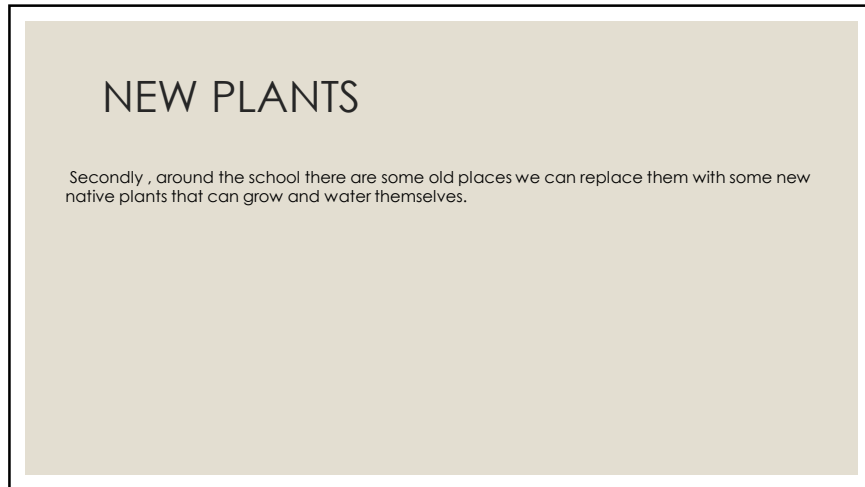 NEW PLANTS
Secondly , around the school there are some old places we can replace them with some new
native plants that can grow and water themselves.